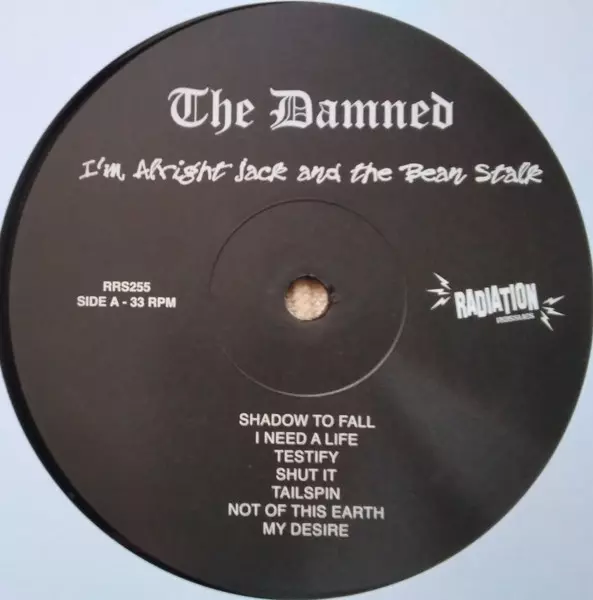 The Damned
I'm Alright Jack and the Bean Stalk
RRS255
SIDE A - 33 RPM
RADIATION
SHADOW TO FALL
I NEED A LIFE
TESTIFY
SHUT IT
TAILSPIN
NOT OF THIS EARTH
MY DESIRE